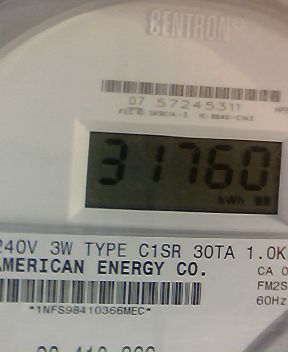 CENTRON®
07 57245311
31760
kWh
240V 3W TYPE C1SR 30TA 1.0K
AMERICAN ENERGY CO.
CA 0
FM2S
60Hz
*1NFS98410366MEC*